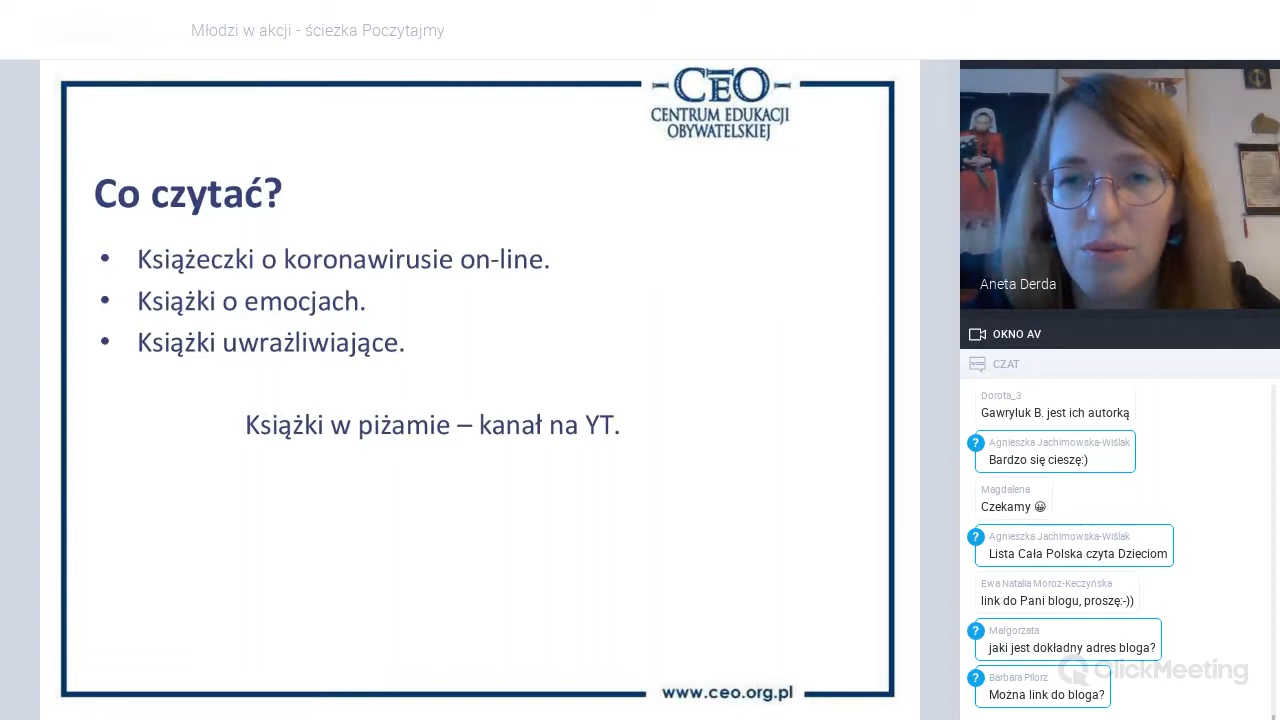 Młodzi w akcji - ścieżka Poczytajmy
CEO
CENTRUM EDUKACJI
OBYWATELSKIEJ
Co czytać?
• Książeczki o koronawirusie on-line.
• Książki o emocjach.
• Książki uwrażliwiające.
Książki w piżamie – kanał na YT.
www.ceo.org.pl
Aneta Derda
OKNO AV
CZAT
Dorota_3
Gawryluk B. jest ich autorką
? Agnieszka Jachimowska-Wiślak
Bardzo się cieszę:)
Magdalena
Czekamy 😀
? Agnieszka Jachimowska-Wiślak
Lista Cała Polska czyta Dzieciom
Ewa Natalia Moroz-Keczyńska
link do Pani blogu, proszę:-))
? Małgorzata
jaki jest dokładny adres bloga?
ClickMeeting
? Barbara Pilorz
Można link do bloga?